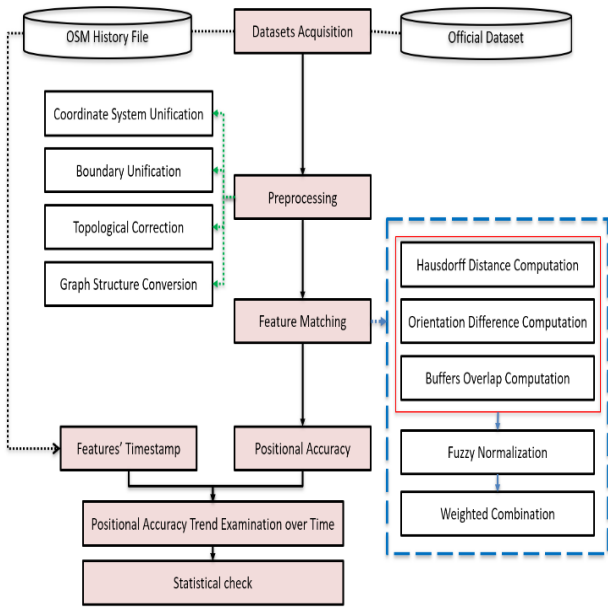 OSM History File
Datasets Acquisition
Official Dataset
Coordinate System Unification
Boundary Unification
Preprocessing
Topological Correction
Graph Structure Conversion
Feature Matching
Hausdorff Distance Computation
Orientation Difference Computation
Buffers Overlap Computation
Features' Timestamp
Positional Accuracy
Fuzzy Normalization
Weighted Combination
Positional Accuracy Trend Examination over Time
Statistical check